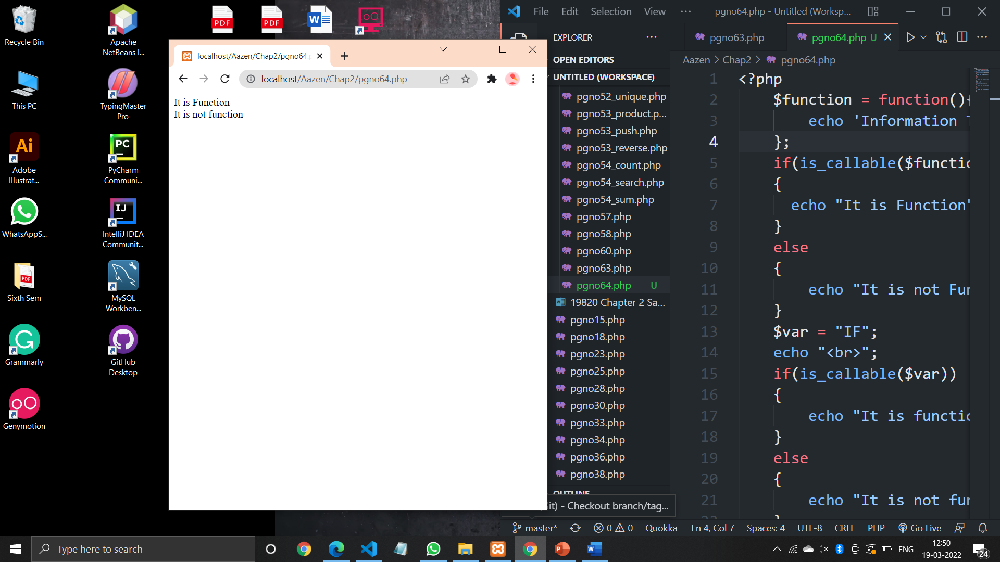 Recycle Bin
Apache
NetBeans I...
This PC
TypingMaster
Pro
Adobe
Illustrat...
PyCharm
Communi...
WhatsAppS...
IntelliJ IDEA
Communit...
Sixth Sem
MySQL
Workben...
Grammarly
GitHub
Desktop
Genymotion
PDF
PDF
localhost/Aazen/Chap2/pgno64.p
localhost/Aazen/Chap2/pgno64.php
It is Function
It is not function
File Edit Selection View ··· pgno64.php - Untitled (Worksp...
EXPLORER ···
pgno63.php
pgno64.php U
OPEN EDITORS
UNTITLED (WORKSPACE)
Aazen > Chap2 > pgno64.php
pgno52_unique.php
pgno53_product.p...
pgno53_push.php
pgno53_reverse.php
pgno54_count.php
pgno54_search.php
pgno54_sum.php
pgno57.php
pgno58.php
pgno60.php
pgno63.php
pgno64.php U
19820 Chapter 2 Sa...
pgno15.php
pgno18.php
pgno23.php
pgno25.php
pgno28.php
pgno30.php
pgno33.php
pgno34.php
pgno36.php
pgno38.php
OUTLINE
Git) - Checkout branch/tag...
1 <?php
2 $function = function(){
3 echo 'Information
4 };
5 if(is_callable($functio
6 {
7 echo "It is Function"
8 }
9 else
10 {
11 echo "It is not Fun
12 }
13 $var = "IF";
14 echo "<br>";
15 if(is_callable($var))
16 {
17 echo "It is functio
18 }
19 else
20 {
21 echo "It is not fun
22 }
master* 0 0 Quokka Ln 4, Col 7 Spaces: 4 UTF-8 CRLF PHP Go Live
Type here to search
ENG
12:50
19-03-2022
24